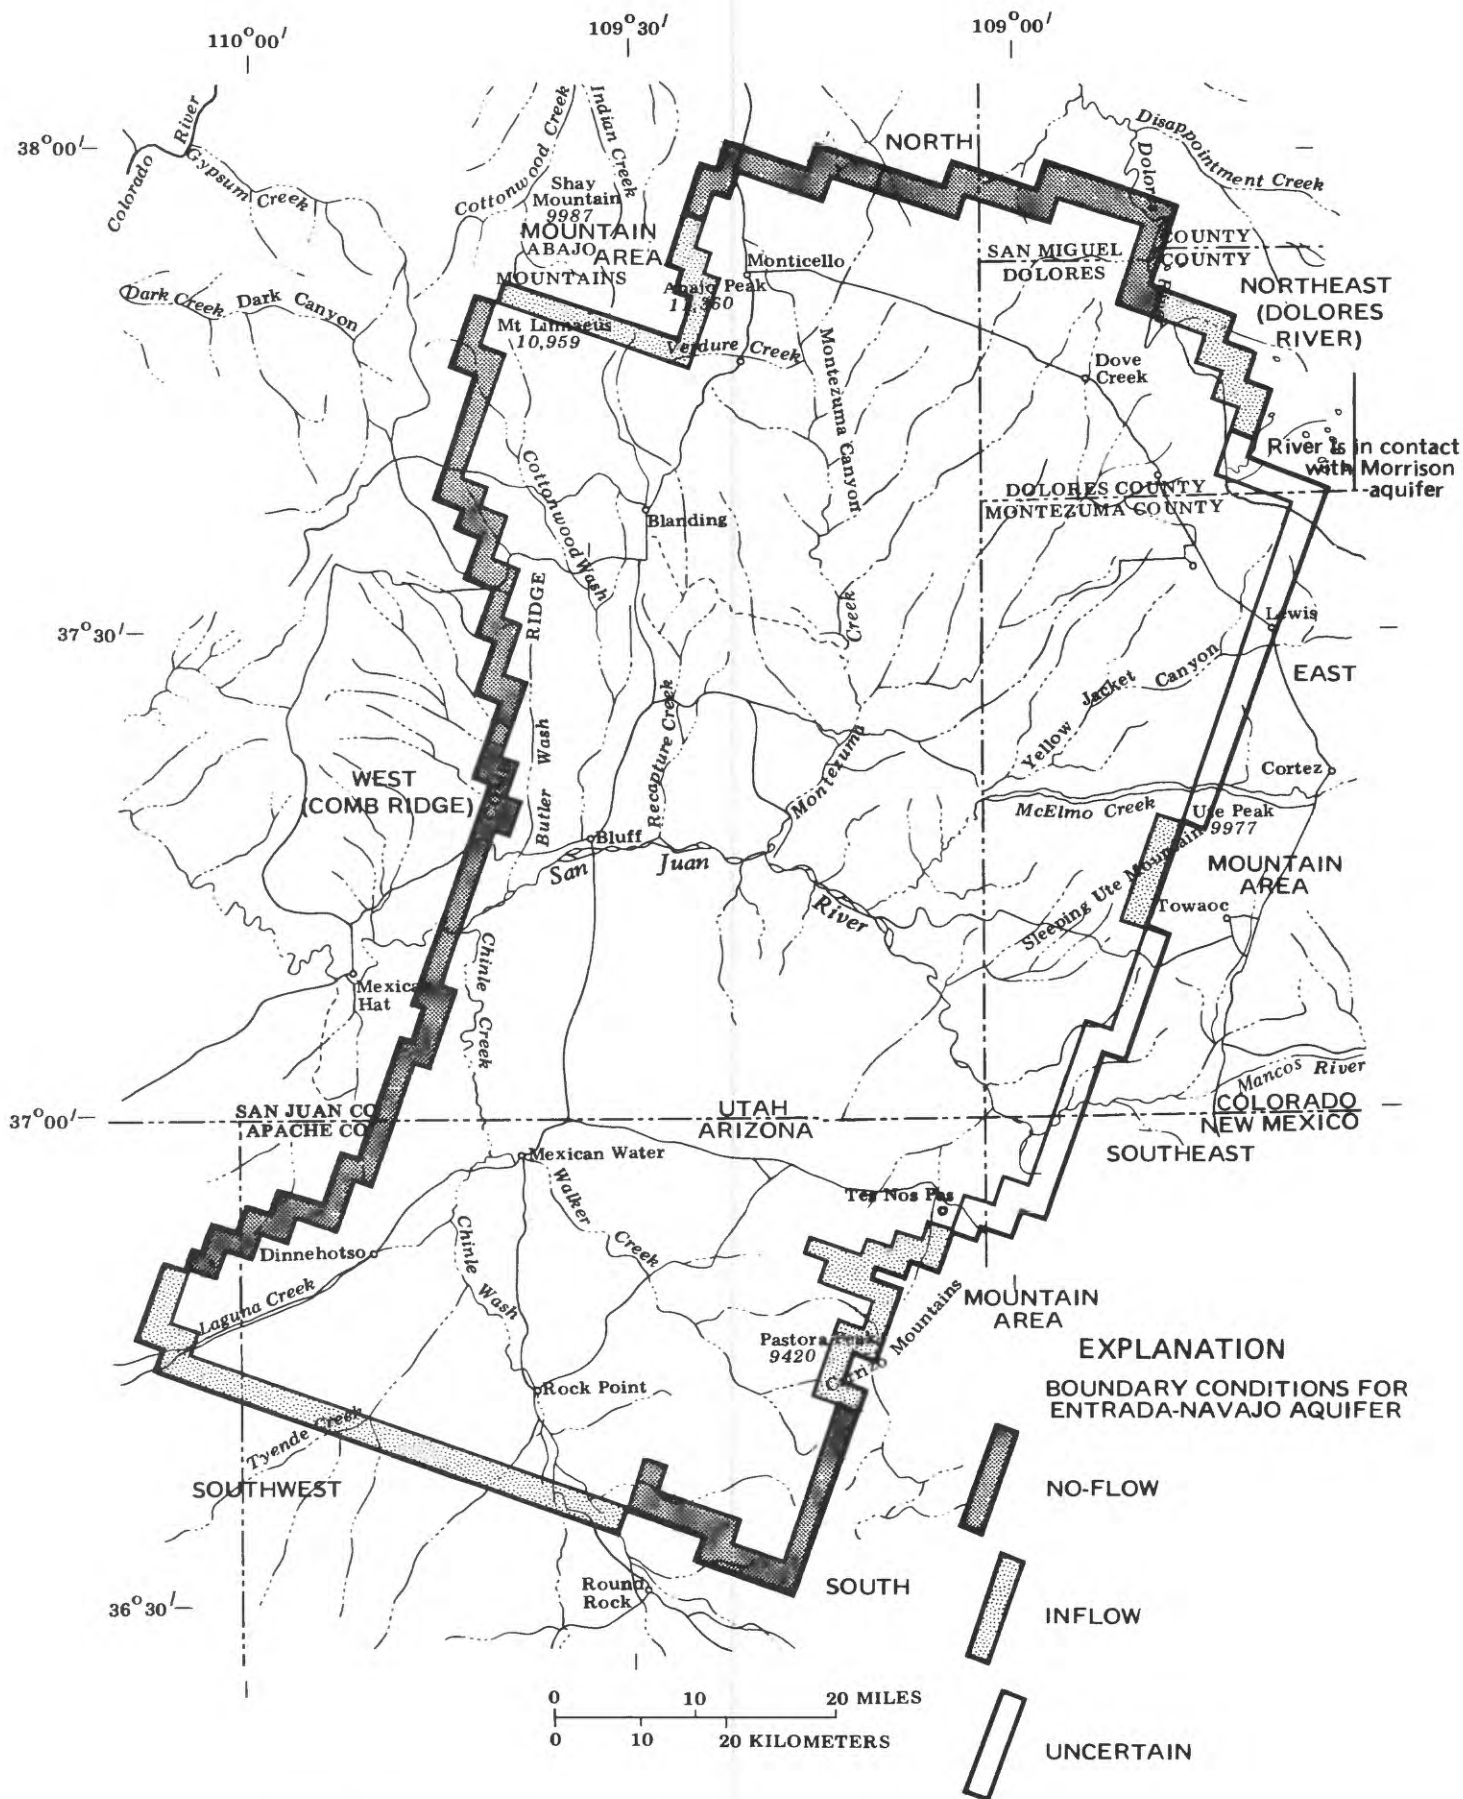 110°00'
109°30'
109°00'
38°00'
Colorado River
Gypsum Creek
Cottonwood Creek
Indian Creek
NORTH
Disappointment Creek
Dolores
River
Shay
Mountain
9987
MOUNTAIN
AREA
ABAJO
MOUNTAINS
Monticello
SAN MIGUEL COUNTY
DOLORES COUNTY
NORTHEAST
(DOLORES
RIVER)
Dark Creek
Dark Canyon
Abajo Peak
11,360
Mt Linnaeus
10,959
Verdure Creek
Montezuma Canyon
Dove
Creek
River is in contact
with Morrison
aquifer
Cottonwood Wash
Blanding
DOLORES COUNTY
MONTEZUMA COUNTY
37°30'
RIDGE
Creek
Lewis
EAST
Yellow Jacket Canyon
Butler Wash
Recapture Creek
Montezuma
WEST
(COMB RIDGE)
Cortez
McElmo Creek
Ute Peak
9977
Bluff
San Juan River
MOUNTAIN
AREA
Sleeping Ute Mountain
Towaoc
Chinle Creek
Mexican
Hat
Mancos River
37°00'
SAN JUAN CO
APACHE CO
UTAH
ARIZONA
COLORADO
NEW MEXICO
SOUTHEAST
Mexican Water
Walker Creek
Tes Nos Pas
Chinle Wash
Dinnehotso
Laguna Creek
MOUNTAIN
AREA
Pastora Peak
9420
Carrizo Mountains
Rock Point
Tyende Creek
SOUTHWEST
SOUTH
Round
Rock
36°30'
EXPLANATION
BOUNDARY CONDITIONS FOR
ENTRADA-NAVAJO AQUIFER
NO-FLOW
INFLOW
UNCERTAIN
0 10 20 MILES
0 10 20 KILOMETERS